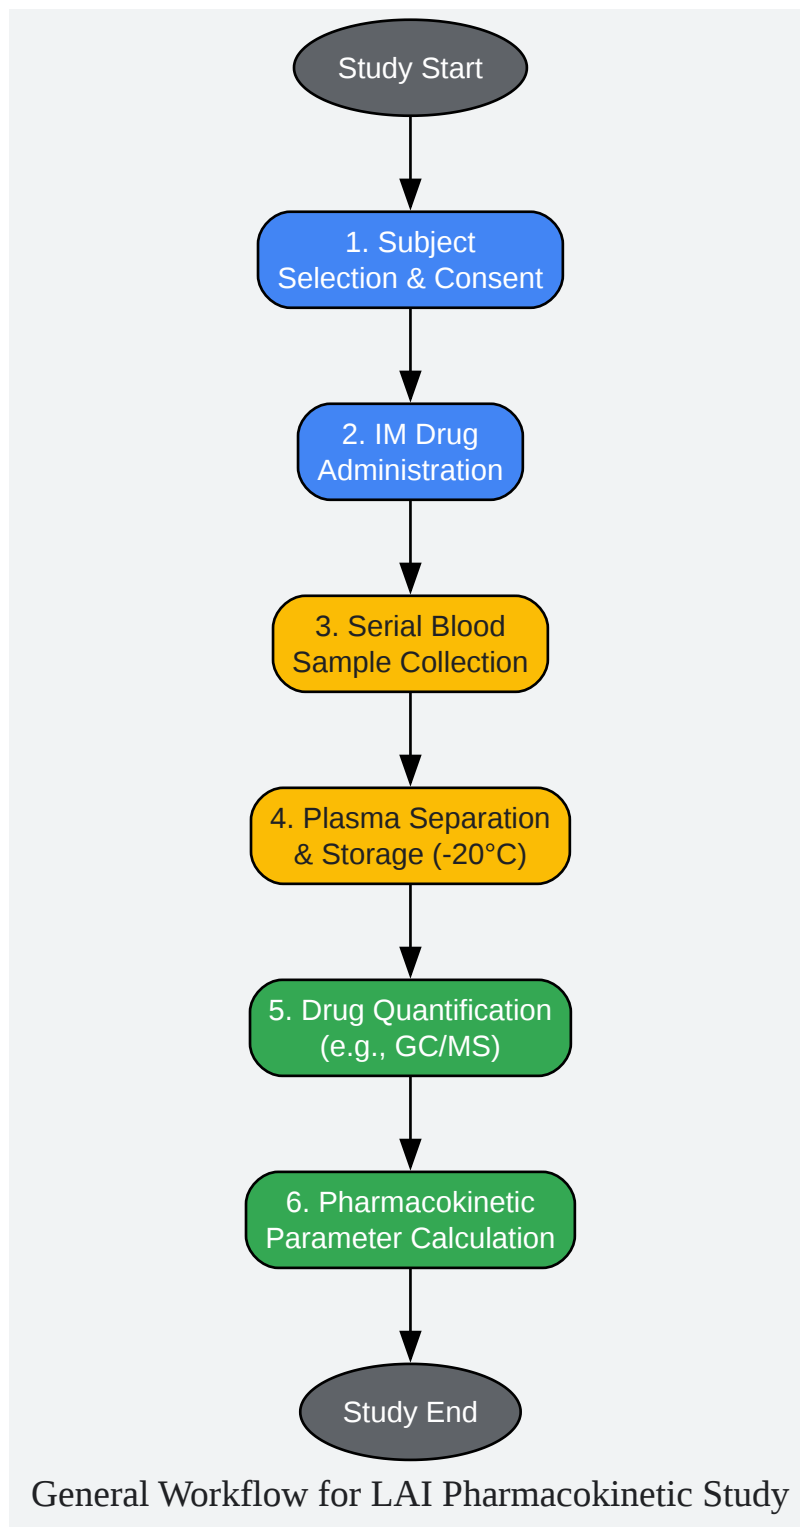 Study Start
1. Subject
Selection & Consent
2. IM Drug
Administration
3. Serial Blood
Sample Collection
4. Plasma Separation
& Storage (-20°C)
5. Drug Quantification
(e.g., GC/MS)
6. Pharmacokinetic
Parameter Calculation
Study End
General Workflow for LAI Pharmacokinetic Study